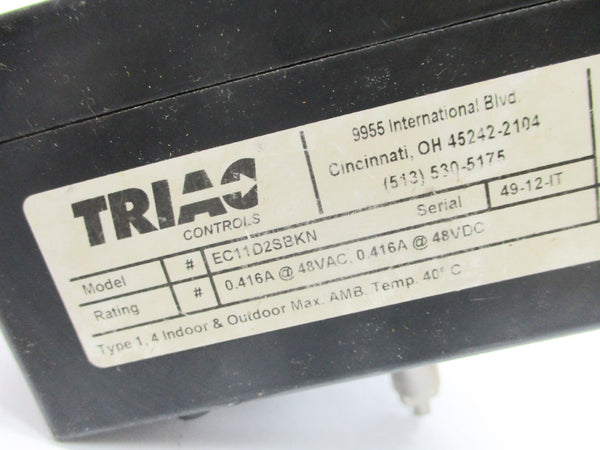 TRIAC
CONTROLS
9955 International Blvd.
Cincinnati, OH 45242-2104
(513) 530-5175
Model # EC11D2SBKN Serial 49-12-IT
Rating # 0.416A @ 48VAC, 0.416A @ 48VDC
Type 1, 4 Indoor & Outdoor Max. AMB. Temp. 40° C